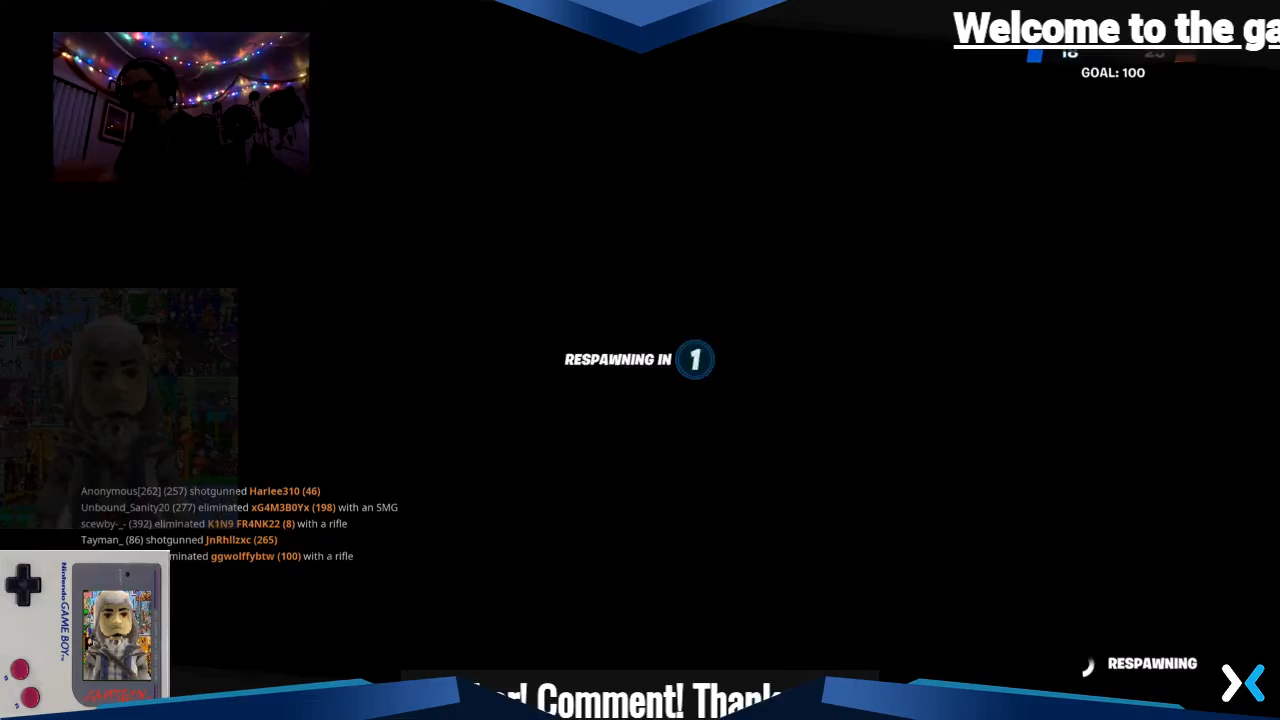 Welcome to the ga
18
GOAL: 100
RESPAWNING IN 1
Anonymous[262] (257) shotgunned Harlee310 (46)
Unbound_Sanity20 (277) eliminated xG4M3B0Yx (198) with an SMG
scewby-_- (392) eliminated K1N9 FR4NK22 (8) with a rifle
Tayman_ (86) shotgunned JnRhllzxc (265)
minated ggwolffybtw (100) with a rifle
Nintendo GAME BOY
RESPAWNING
Comment! Thank